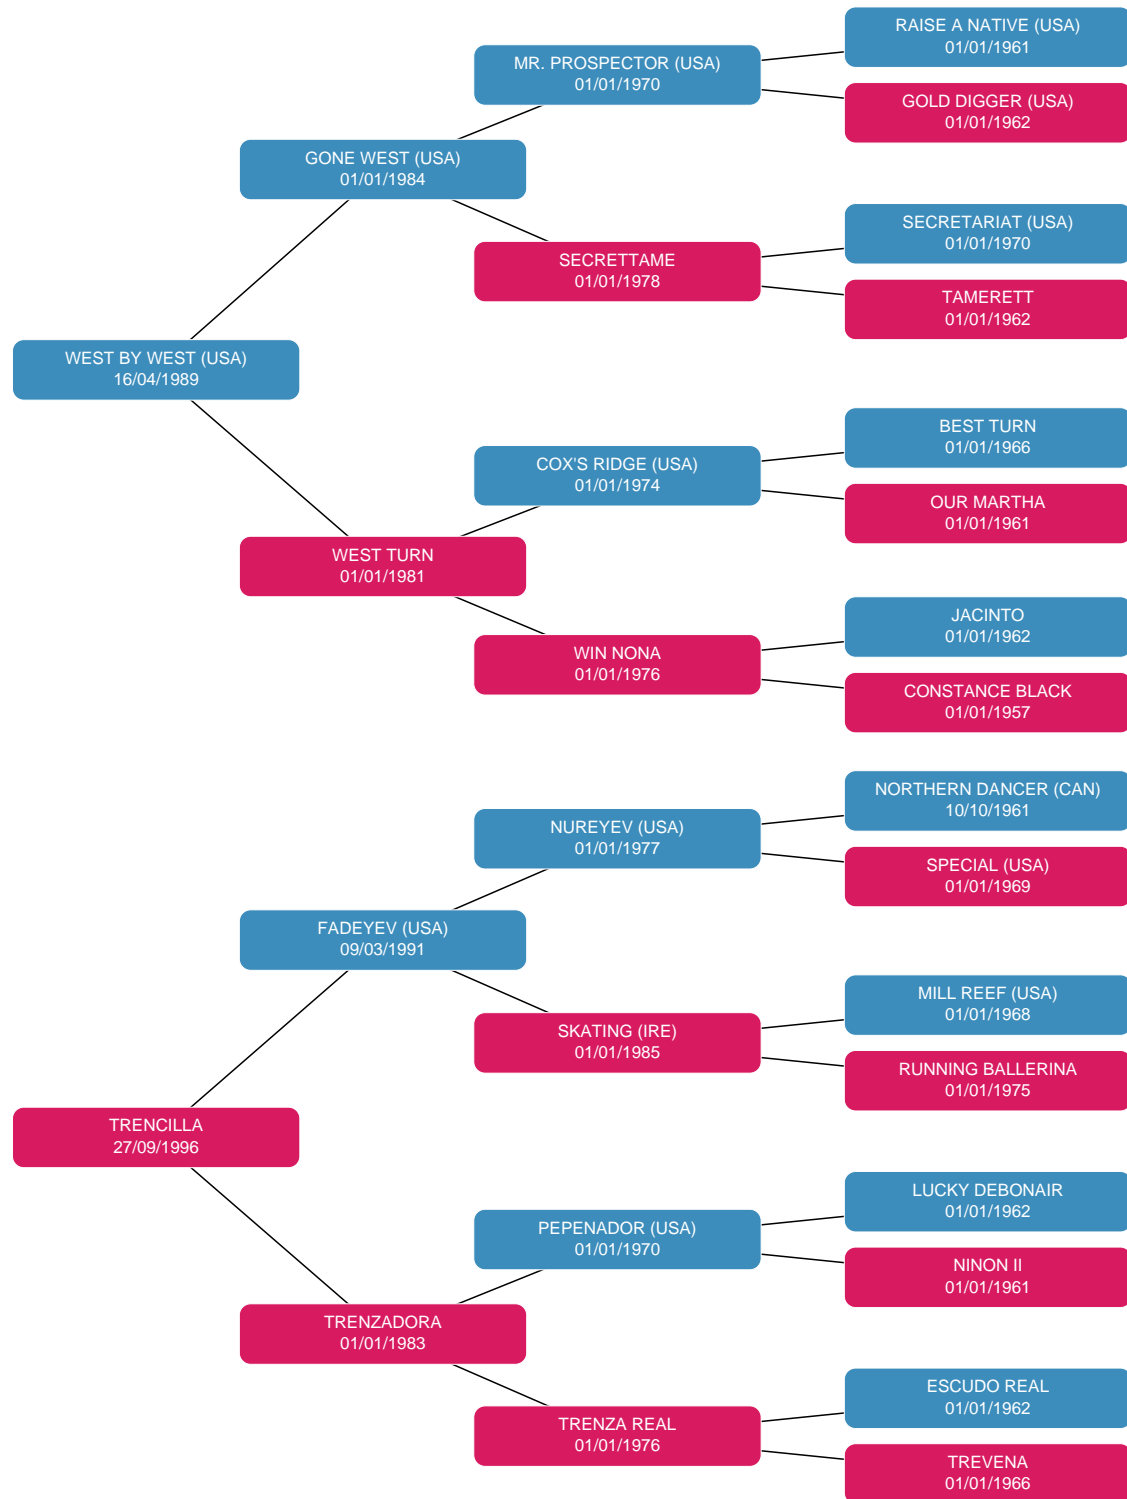 RAISE A NATIVE (USA)
01/01/1961
MR. PROSPECTOR (USA)
01/01/1970
GOLD DIGGER (USA)
01/01/1962
GONE WEST (USA)
01/01/1984
SECRETARIAT (USA)
01/01/1970
SECRETTAME
01/01/1978
TAMERETT
01/01/1962
WEST BY WEST (USA)
16/04/1989
BEST TURN
01/01/1966
COX'S RIDGE (USA)
01/01/1974
OUR MARTHA
01/01/1961
WEST TURN
01/01/1981
JACINTO
01/01/1962
WIN NONA
01/01/1976
CONSTANCE BLACK
01/01/1957
NORTHERN DANCER (CAN)
10/10/1961
NUREYEV (USA)
01/01/1977
SPECIAL (USA)
01/01/1969
FADEYEV (USA)
09/03/1991
MILL REEF (USA)
01/01/1968
SKATING (IRE)
01/01/1985
RUNNING BALLERINA
01/01/1975
TRENCILLA
27/09/1996
LUCKY DEBONAIR
01/01/1962
PEPENADOR (USA)
01/01/1970
NINON II
01/01/1961
TRENZADORA
01/01/1983
ESCUDO REAL
01/01/1962
TRENZA REAL
01/01/1976
TREVENA
01/01/1966